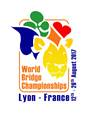 World
Bridge
Championships
Lyon - France
12th - 26th August, 2017